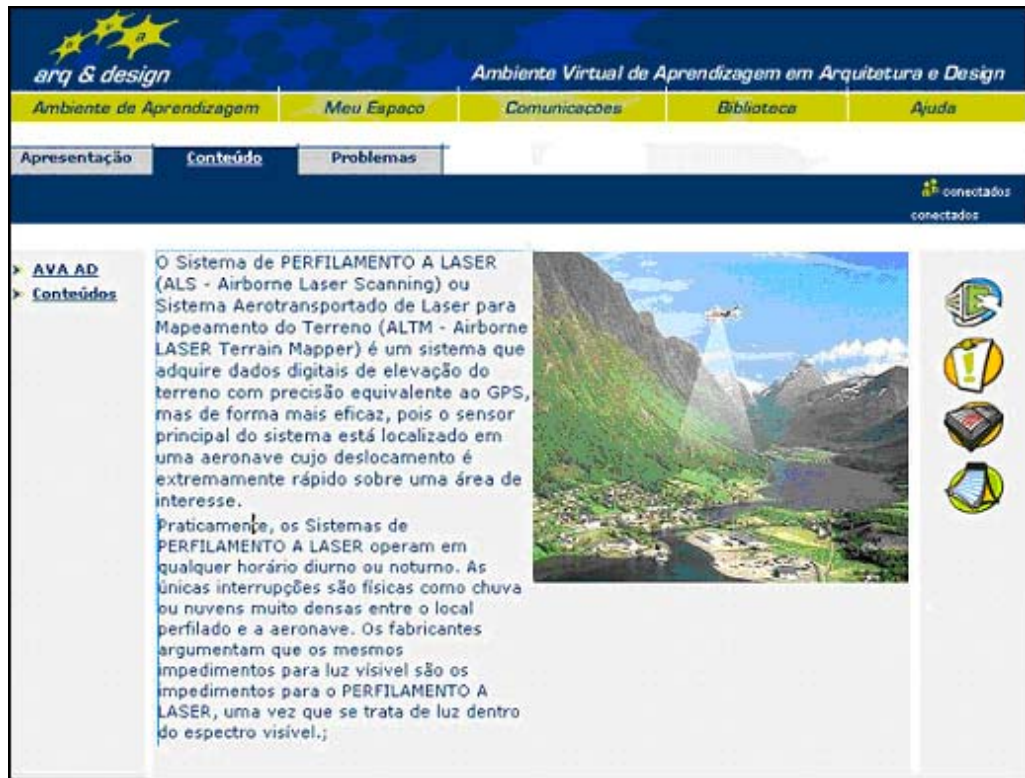 arq & design
Ambiente Virtual de Aprendizagem em Arquitetura e Design
Ambiente de Aprendizagem Meu Espaco Comunicacoes Biblioteca Ajuda
Apresentação Conteúdo Problemas
conectados
conectados
AVA AD
Conteúdos
O Sistema de PERFILAMENTO A LASER
(ALS - Airborne Laser Scanning) ou
Sistema Aerotransportado de Laser para
Mapeamento do Terreno (ALTM - Airborne
LASER Terrain Mapper) é um sistema que
adquire dados digitais de elevação do
terreno com precisão equivalente ao GPS,
mas de forma mais eficaz, pois o sensor
principal do sistema está localizado em
uma aeronave cujo deslocamento é
extremamente rápido sobre uma área de
interesse.
Praticamente, os Sistemas de
PERFILAMENTO A LASER operam em
qualquer horário diurno ou noturno. As
únicas interrupções são físicas como chuva
ou nuvens muito densas entre o local
perfilado e a aeronave. Os fabricantes
argumentam que os mesmos
impedimentos para luz vísivel são os
impedimentos para o PERFILAMENTO A
LASER, uma vez que se trata de luz dentro
do espectro visível.;